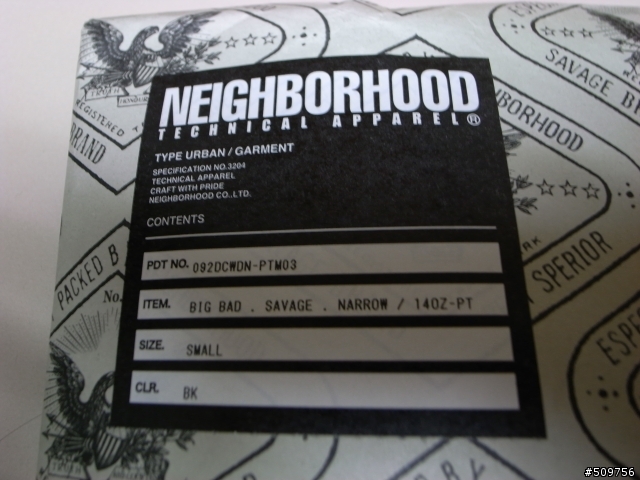 NEIGHBORHOOD
TECHNICAL APPAREL®
TYPE URBAN / GARMENT
SPECIFICATION NO.3204
TECHNICAL APPAREL
CRAFT WITH PRIDE
NEIGHBORHOOD CO.,LTD.
CONTENTS
PDT NO. 092DCWDN-PTM03
ITEM. BIG BAD . SAVAGE . NARROW / 14OZ-PT
SIZE. SMALL
CLR. BK
REGISTERED
BRAND
PACKED B
No.
SAVAGE B
BORHOOD
SPERIOR
ESPE
#509756